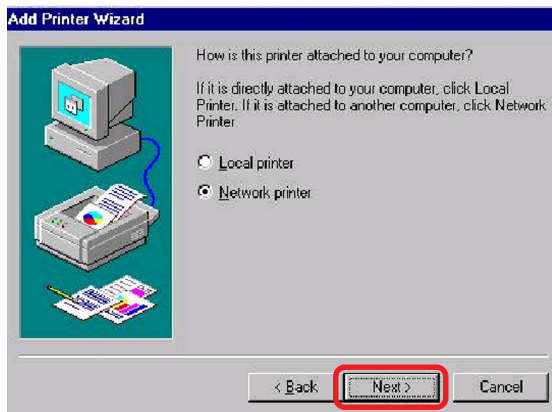 Add Printer Wizard
How is this printer attached to your computer?
If it is directly attached to your computer, click Local
Printer. If it is attached to another computer, click Network
Printer
Local printer
Network printer
< Back
Next >
Cancel